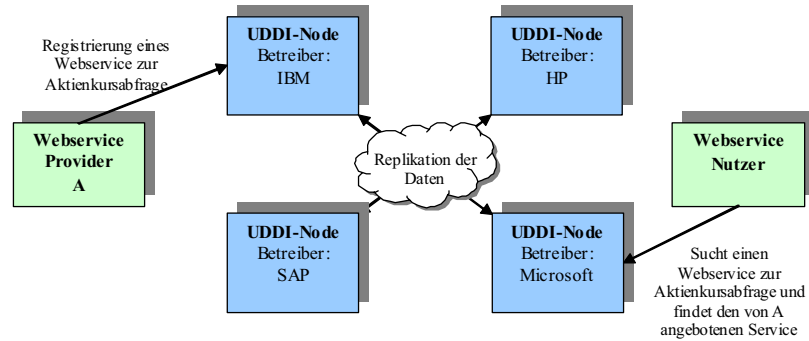 Registrierung eines
Webservice zur
Aktienkursabfrage
UDDI-Node
Betreiber:
IBM
UDDI-Node
Betreiber:
HP
Webservice
Provider
A
Replikation der
Daten
Webservice
Nutzer
UDDI-Node
Betreiber:
SAP
UDDI-Node
Betreiber:
Microsoft
Sucht einen
Webservice zur
Aktienkursabfrage und
findet den von A
angebotenen Service